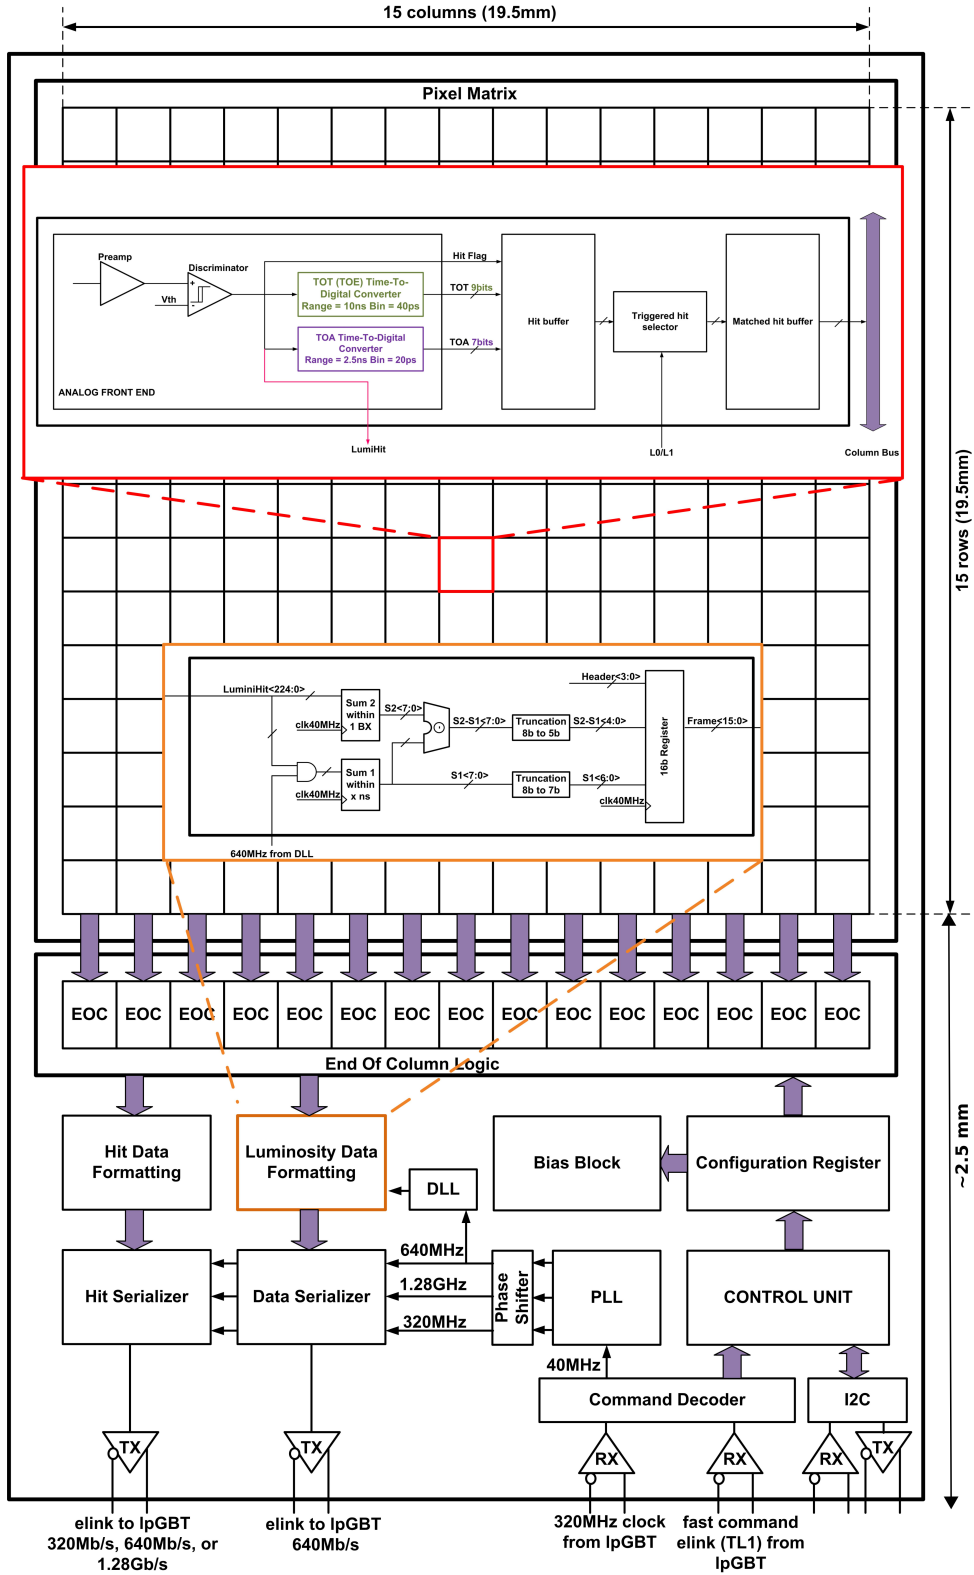 15 columns (19.5mm)
Pixel Matrix
Preamp
Discriminator
Vth
+
-
TOT (TOE) Time-To-
Digital Converter
Range = 10ns Bin = 40ps
TOA Time-To-Digital
Converter
Range = 2.5ns Bin = 20ps
Hit Flag
TOT 9bits
TOA 7bits
Hit buffer
Triggered hit
selector
Matched hit buffer
ANALOG FRONT END
LumiHit
L0/L1
Column Bus
15 rows (19.5mm)
LuminiHit<224:0>
clk40MHz
Sum 2
within
1 BX
S2<7:0>
Header<3:0>
S2-S1<7:0>
Truncation
8b to 5b
S2-S1<4:0>
16b Register
Frame<15:0>
clk40MHz
Sum 1
within
x ns
S1<7:0>
Truncation
8b to 7b
S1<6:0>
clk40MHz
640MHz from DLL
EOC EOC EOC EOC EOC EOC EOC EOC EOC EOC EOC EOC EOC EOC EOC
End Of Column Logic
~2.5 mm
Hit Data
Formatting
Luminosity Data
Formatting
DLL
Bias Block
Configuration Register
Hit Serializer
Data Serializer
640MHz
1.28GHz
320MHz
Phase
Shifter
PLL
CONTROL UNIT
40MHz
Command Decoder
I2C
TX
TX
RX
RX
RX
TX
elink to lpGBT
320Mb/s, 640Mb/s, or
1.28Gb/s
elink to lpGBT
640Mb/s
320MHz clock
from lpGBT
fast command
elink (TL1) from
lpGBT